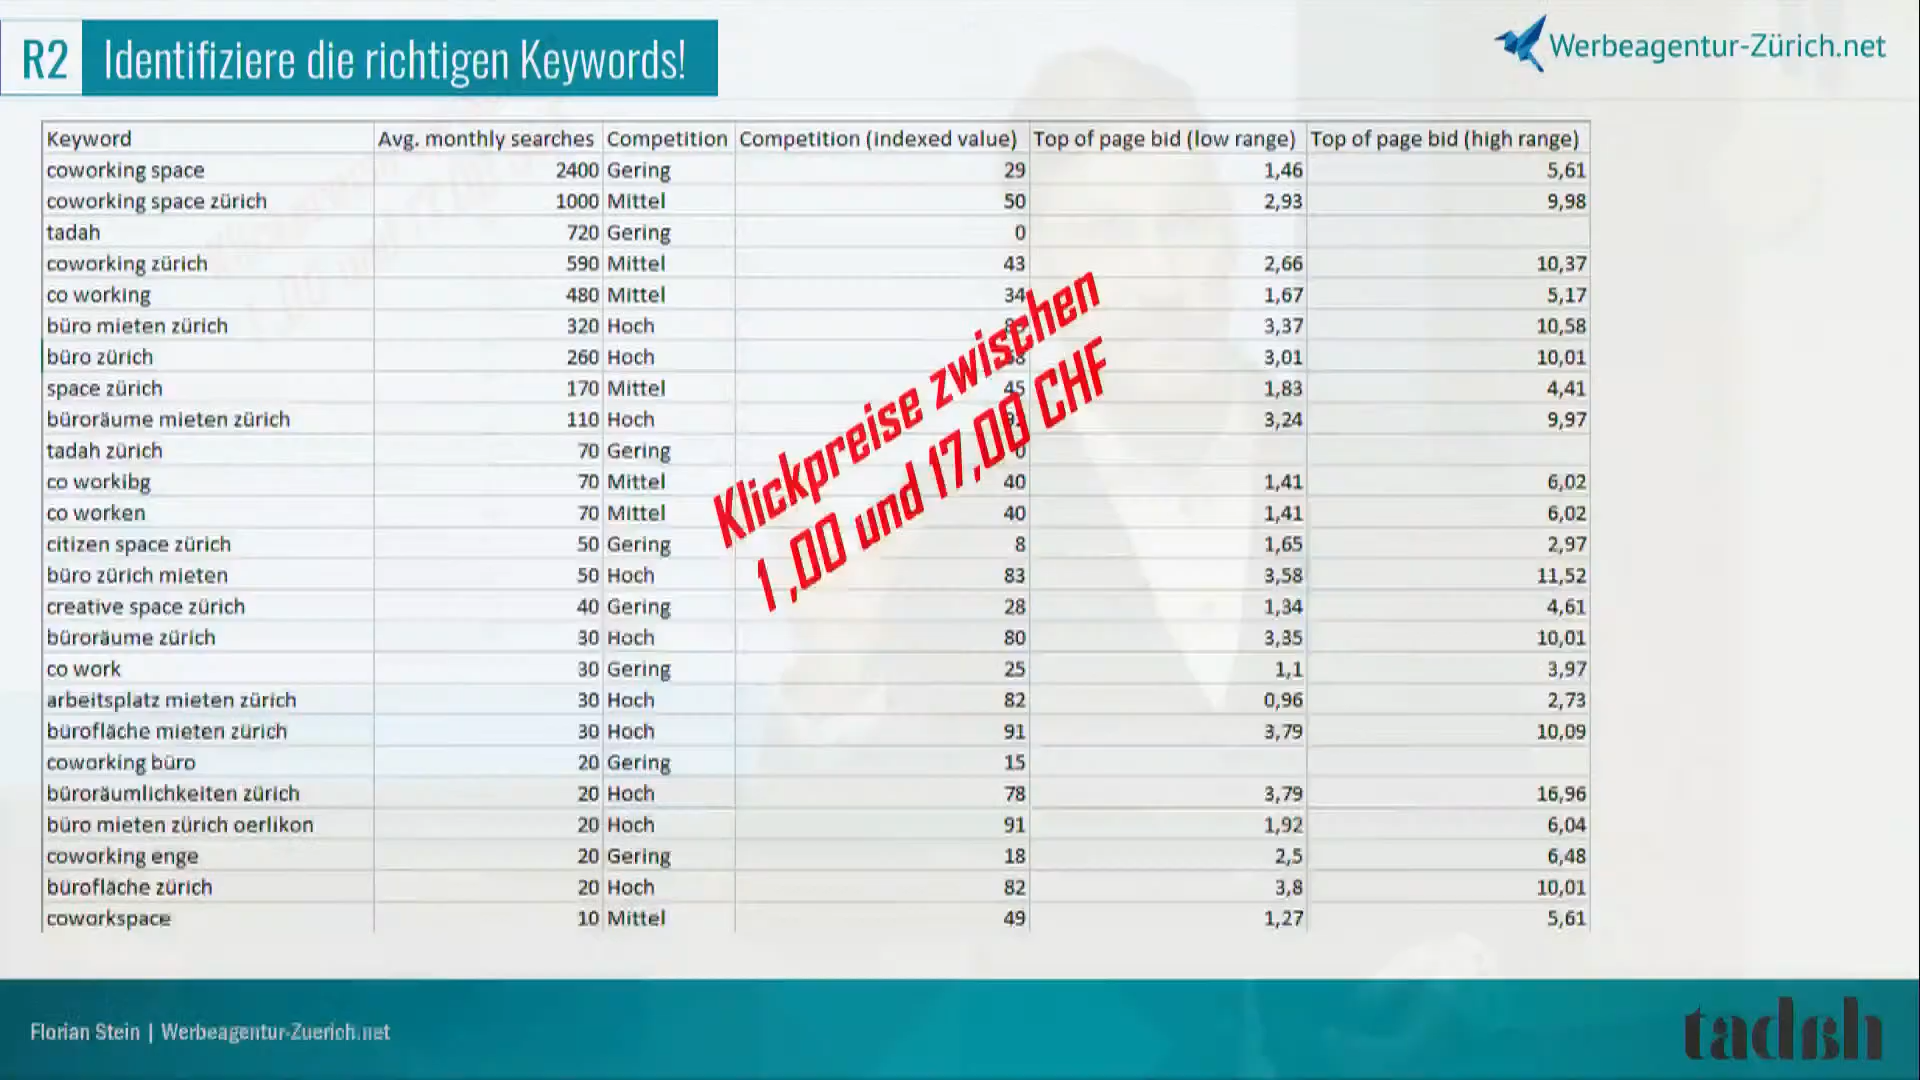 R2 Identifiziere die richtigen Keywords!
Werbeagentur-Zürich.net
Keyword Avg. monthly searches Competition Competition (indexed value) Top of page bid (low range) Top of page bid (high range)
coworking space 2400 Gering 29 1,46 5,61
coworking space zürich 1000 Mittel 50 2,93 9,98
tadah 720 Gering 0
coworking zürich 590 Mittel 43 2,66 10,37
co working 480 Mittel 34 1,67 5,17
büro mieten zürich 320 Hoch 3,37 10,58
büro zürich 260 Hoch 3,01 10,01
space zürich 170 Mittel 45 1,83 4,41
büroräume mieten zürich 110 Hoch 3,24 9,97
tadah zürich 70 Gering 0
co workibg 70 Mittel 40 1,41 6,02
co worken 70 Mittel 40 1,41 6,02
citizen space zürich 50 Gering 8 1,65 2,97
büro zürich mieten 50 Hoch 83 3,58 11,52
creative space zürich 40 Gering 28 1,34 4,61
büroräume zürich 30 Hoch 80 3,35 10,01
co work 30 Gering 25 1,1 3,97
arbeitsplatz mieten zürich 30 Hoch 82 0,96 2,73
bürofläche mieten zürich 30 Hoch 91 3,79 10,09
coworking büro 20 Gering 15
büroräumlichkeiten zürich 20 Hoch 78 3,79 16,96
büro mieten zürich oerlikon 20 Hoch 91 1,92 6,04
coworking enge 20 Gering 18 2,5 6,48
bürofläche zürich 20 Hoch 82 3,8 10,01
coworkspace 10 Mittel 49 1,27 5,61
Klickpreise zwischen
1,00 und 17,00 CHF
Florian Stein | Werbeagentur-Zuerich.net
tadah